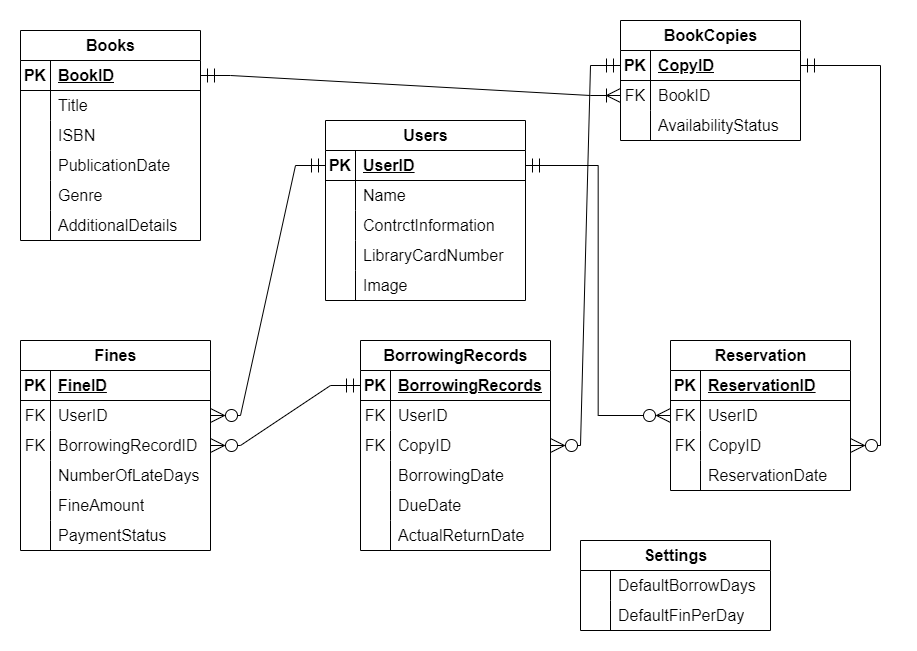 Books
PK BookID
Title
ISBN
PublicationDate
Genre
AdditionalDetails
BookCopies
PK CopyID
FK BookID
AvailabilityStatus
Users
PK UserID
Name
ContrctInformation
LibraryCardNumber
Image
Fines
PK FineID
FK UserID
FK BorrowingRecordID
NumberOfLateDays
FineAmount
PaymentStatus
BorrowingRecords
PK BorrowingRecords
FK UserID
FK CopyID
BorrowingDate
DueDate
ActualReturnDate
Reservation
PK ReservationID
FK UserID
FK CopyID
ReservationDate
Settings
DefaultBorrowDays
DefaultFinPerDay